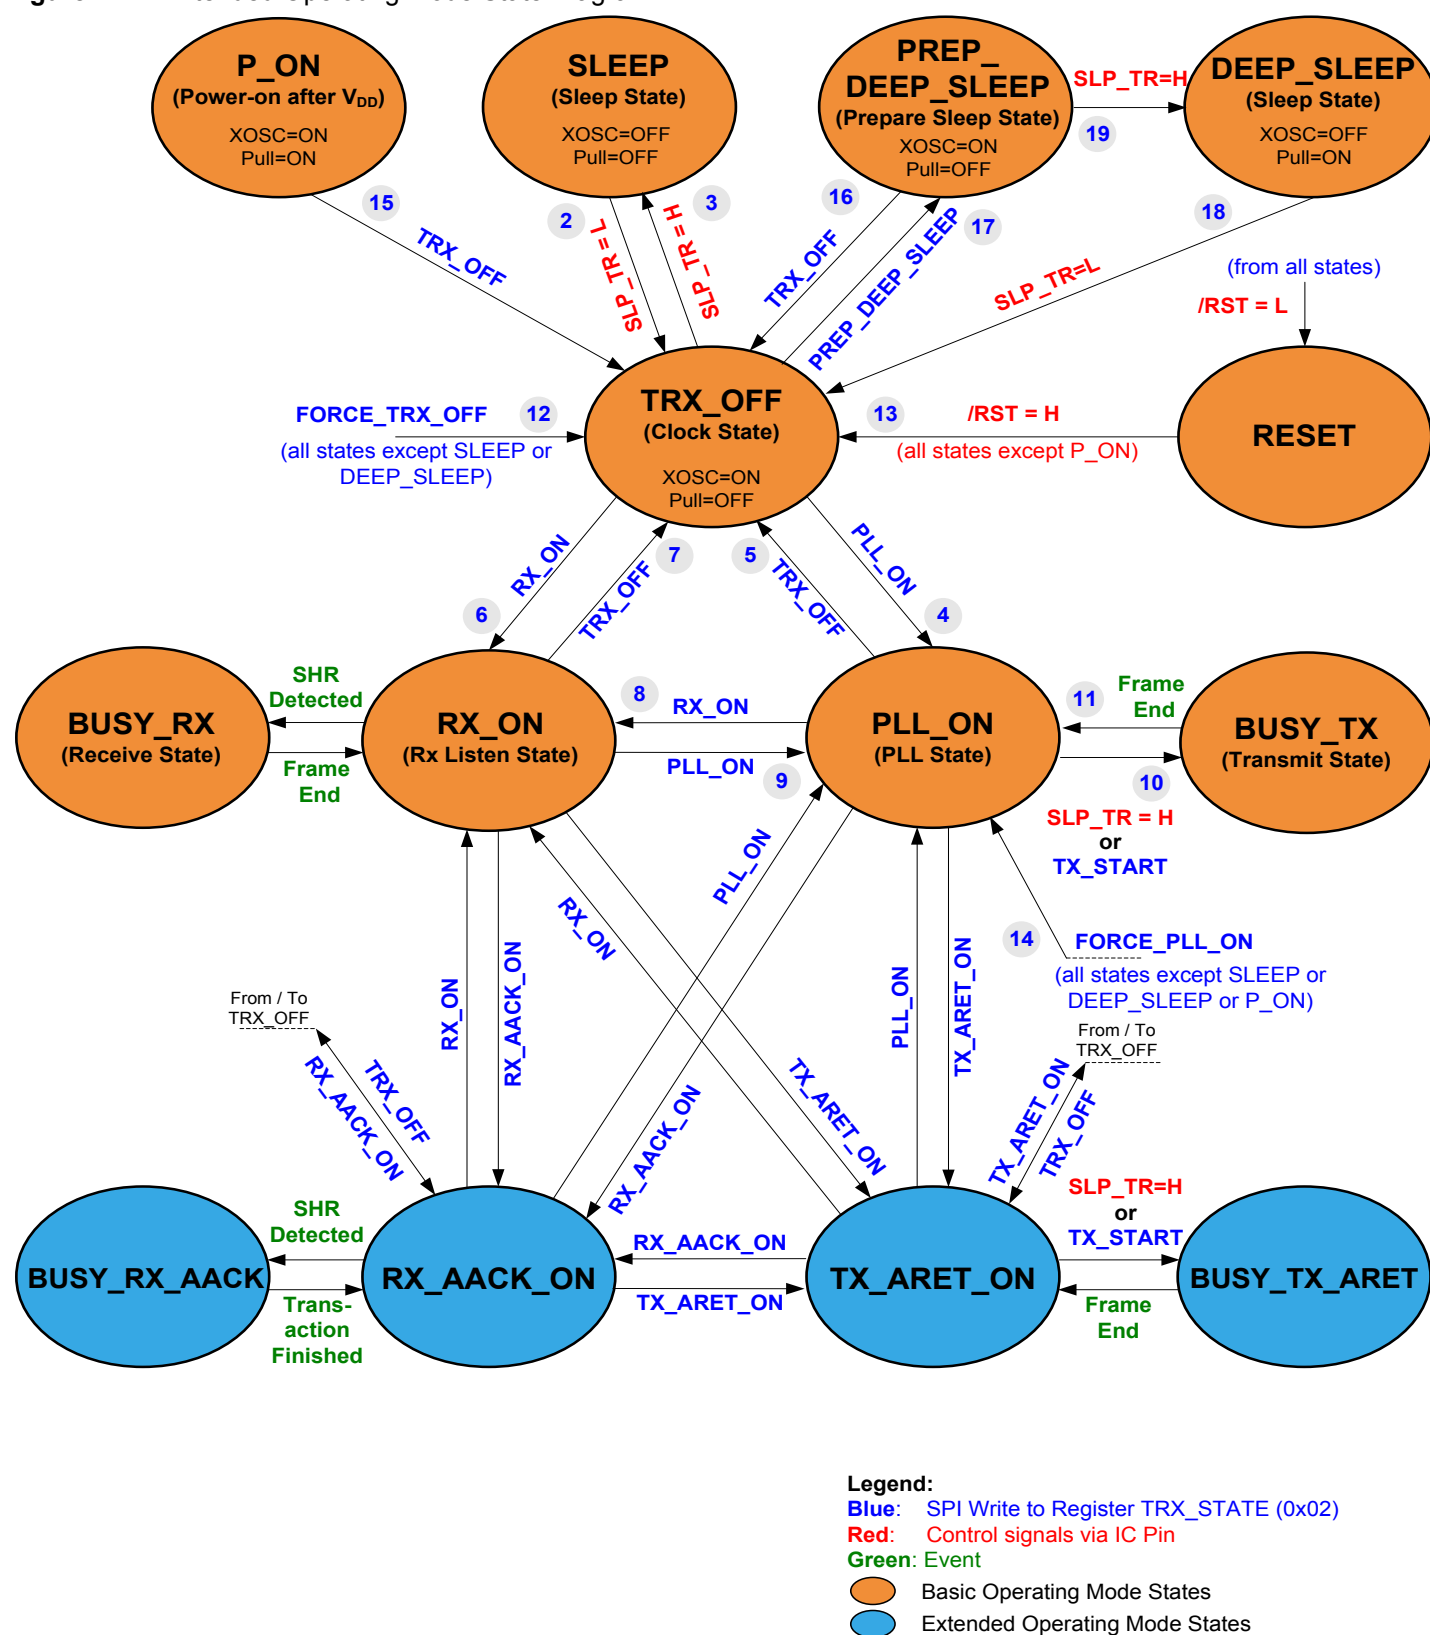 P_ON
(Power-on after VDD)
XOSC=ON
Pull=ON
SLEEP
(Sleep State)
XOSC=OFF
Pull=OFF
PREP_
DEEP_SLEEP
(Prepare Sleep State)
XOSC=ON
Pull=OFF
SLP_TR=H
19
DEEP_SLEEP
(Sleep State)
XOSC=OFF
Pull=ON
15
TRX_OFF
2
SLP_TR = L
3
SLP_TR = H
16
TRX_OFF
17
PREP_DEEP_SLEEP
18
SLP_TR=L
(from all states)
/RST = L
FORCE_TRX_OFF
12
(all states except SLEEP or
DEEP_SLEEP)
TRX_OFF
(Clock State)
XOSC=ON
Pull=OFF
13
/RST = H
(all states except P_ON)
RESET
RX_ON
6
TRX_OFF
7
5
TRX_OFF
PLL_ON
4
BUSY_RX
(Receive State)
SHR
Detected
Frame
End
RX_ON
(Rx Listen State)
8
RX_ON
PLL_ON
9
PLL_ON
(PLL State)
11
Frame
End
10
SLP_TR = H
or
TX_START
BUSY_TX
(Transmit State)
RX_ON
RX_AACK_ON
RX_ON
TX_ARET_ON
PLL_ON
RX_AACK_ON
PLL_ON
TX_ARET_ON
14
FORCE_PLL_ON
(all states except SLEEP or
DEEP_SLEEP or P_ON)
From / To
TRX_OFF
TRX_OFF
RX_AACK_ON
From / To
TRX_OFF
TX_ARET_ON
TRX_OFF
BUSY_RX_AACK
SHR
Detected
Trans-
action
Finished
RX_AACK_ON
RX_AACK_ON
TX_ARET_ON
TX_ARET_ON
SLP_TR=H
or
TX_START
Frame
End
BUSY_TX_ARET
Legend:
Blue: SPI Write to Register TRX_STATE (0x02)
Red: Control signals via IC Pin
Green: Event
Basic Operating Mode States
Extended Operating Mode States